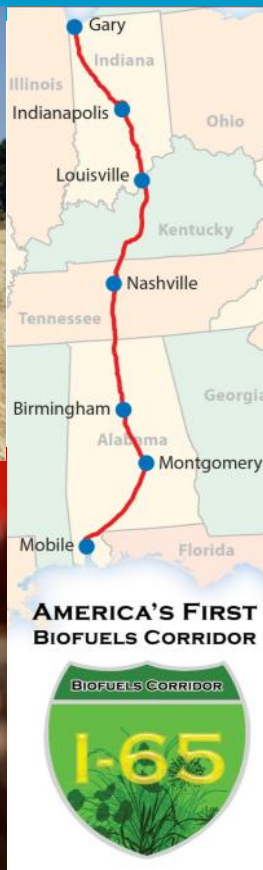 Gary
Illinois
Indiana
Indianapolis
Ohio
Louisville
Kentucky
Nashville
Tennessee
Georgia
Birmingham
Alabama
Montgomery
Mobile
Florida
AMERICA'S FIRST
BIOFUELS CORRIDOR
BIOFUELS CORRIDOR
I-65